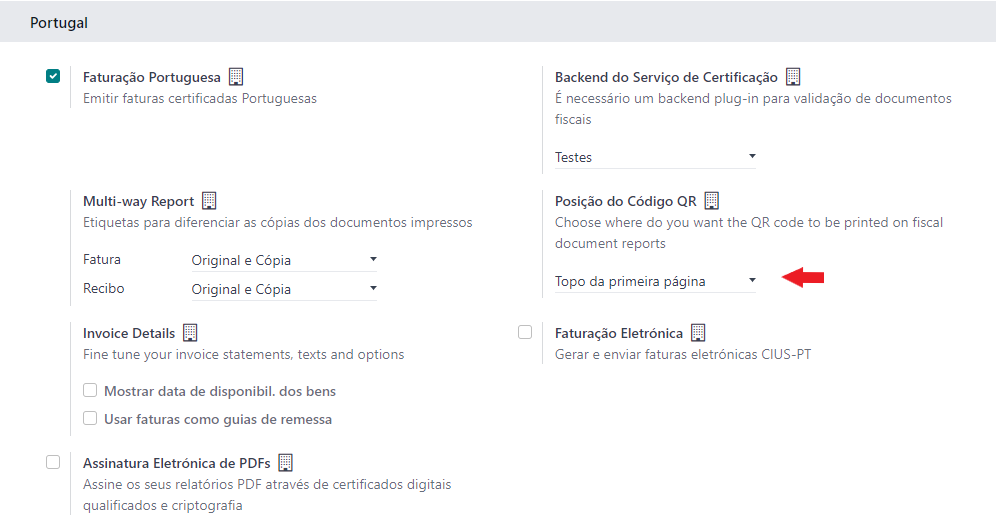 Portugal
Faturação Portuguesa
Emitir faturas certificadas Portuguesas
Backend do Serviço de Certificação
É necessário um backend plug-in para validação de documentos
fiscais
Testes
Multi-way Report
Etiquetas para diferenciar as cópias dos documentos impressos
Fatura Original e Cópia
Recibo Original e Cópia
Posição do Código QR
Choose where do you want the QR code to be printed on fiscal
document reports
Topo da primeira página
Invoice Details
Fine tune your invoice statements, texts and options
Mostrar data de disponibil. dos bens
Usar faturas como guias de remessa
Faturação Eletrónica
Gerar e enviar faturas eletrónicas CIUS-PT
Assinatura Eletrónica de PDFs
Assine os seus relatórios PDF através de certificados digitais
qualificados e criptografia